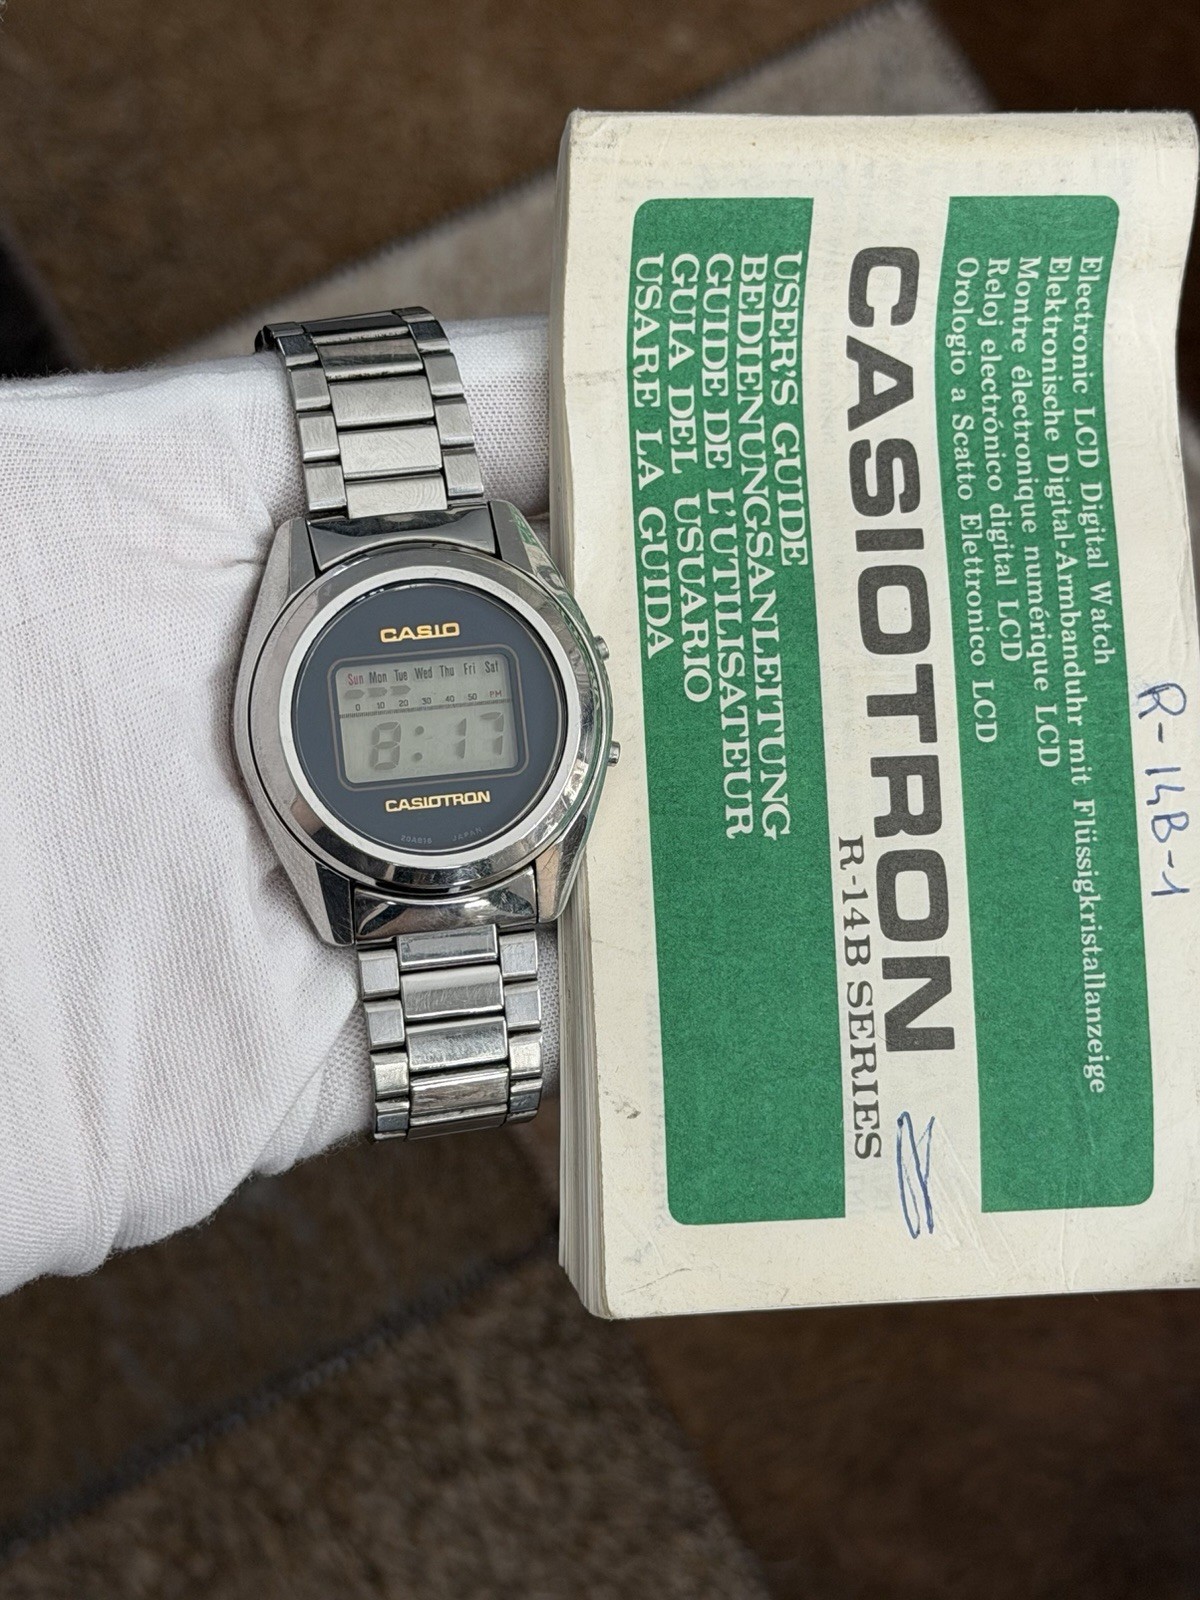 CASIO
Sun Mon Tue Wed Thu Fri Sat
0 10 20 30 40 50 PM
8:17
CASIOTRON
20AB16 JAPAN
R-14B-1
Electronic LCD Digital Watch
Elektronische Digital-Armbanduhr mit Flüssigkristallanzeige
Montre électronique numérique LCD
Reloj electrónico digital LCD
Orologio a Scatto Elettronico LCD
CASIOTRON
R-14B SERIES
USER'S GUIDE
BEDIENUNGSANLEITUNG
GUIDE DE L'UTILISATEUR
GUIA DEL USUARIO
USARE LA GUIDA